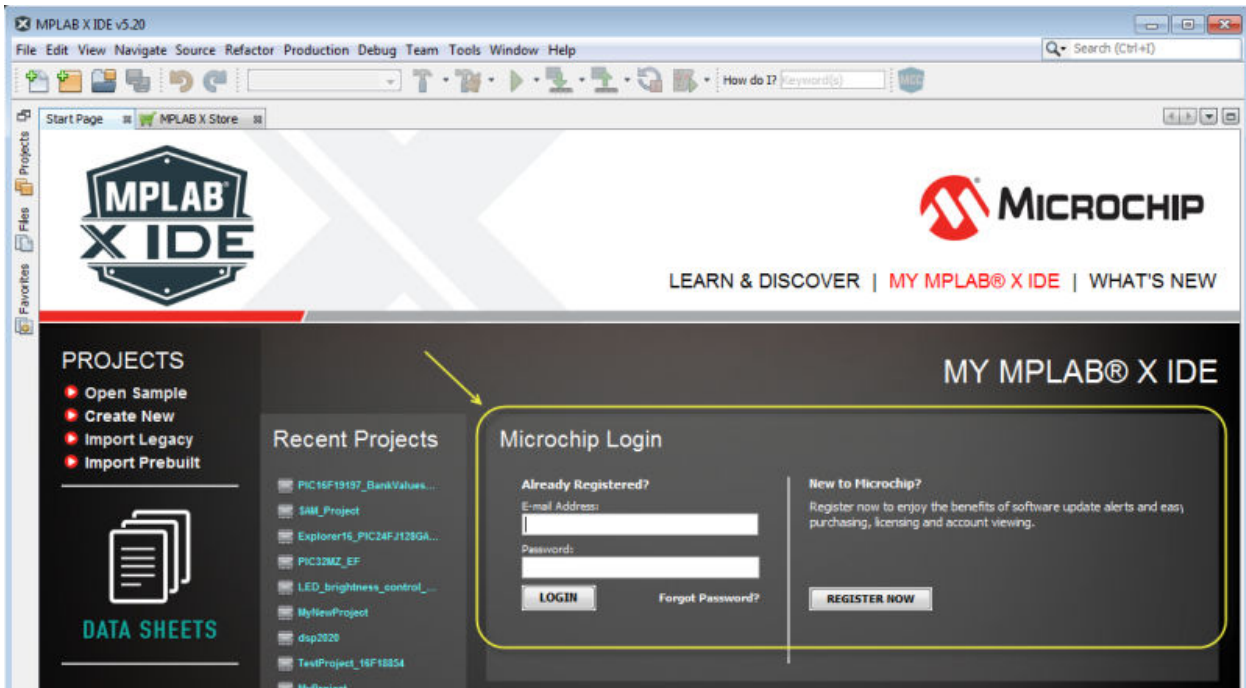 MPLAB X IDE v5.20
File Edit View Navigate Source Refactor Production Debug Team Tools Window Help
Search (Ctrl+I)
How do I? Keyword(s)
MCC
Start Page
MPLAB X Store
Projects
Files
Favorites
MPLAB®
X IDE
MICROCHIP
LEARN & DISCOVER | MY MPLAB® X IDE | WHAT'S NEW
PROJECTS
Open Sample
Create New
Import Legacy
Import Prebuilt
DATA SHEETS
MY MPLAB® X IDE
Recent Projects
PIC16F19197_BankValues...
SAM_Project
Explorer16_PIC24FJ128GA...
PIC32MZ_EF
LED_brightness_control_...
MyNewProject
dsp2020
TestProject_16F18854
MyProject
Microchip Login
Already Registered?
E-mail Address:
Password:
LOGIN
Forgot Password?
New to Microchip?
Register now to enjoy the benefits of software update alerts and easy
purchasing, licensing and account viewing.
REGISTER NOW